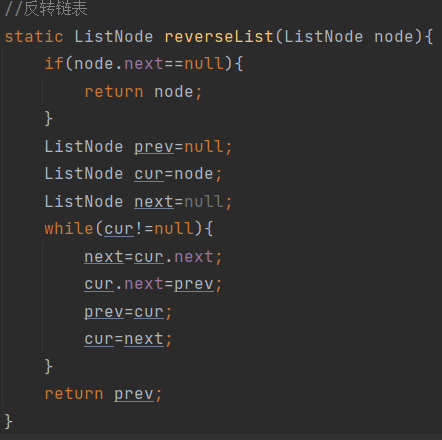 //反转链表
static ListNode reverseList(ListNode node){
    if(node.next==null){
        return node;
    }
    ListNode prev=null;
    ListNode cur=node;
    ListNode next=null;
    while(cur!=null){
        next=cur.next;
        cur.next=prev;
        prev=cur;
        cur=next;
    }
    return prev;
}